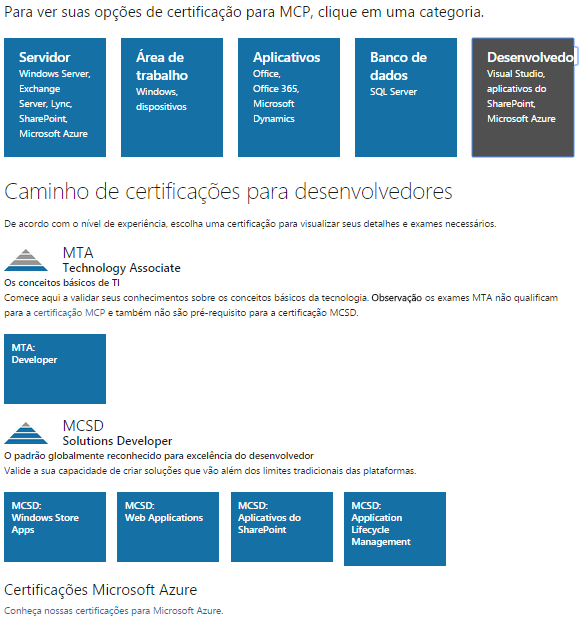 Para ver suas opções de certificação para MCP, clique em uma categoria.
Servidor
Windows Server,
Exchange
Server, Lync,
SharePoint,
Microsoft Azure
Área de
trabalho
Windows,
dispositivos
Aplicativos
Office,
Office 365,
Microsoft
Dynamics
Banco de
dados
SQL Server
Desenvolvedo
Visual Studio,
aplicativos do
SharePoint,
Microsoft Azure
Caminho de certificações para desenvolvedores
De acordo com o nível de experiência, escolha uma certificação para visualizar seus detalhes e exames necessários.
MTA
Technology Associate
Os conceitos básicos de TI
Comece aqui a validar seus conhecimentos sobre os conceitos básicos da tecnologia. Observação os exames MTA não qualificam
para a certificação MCP e também não são pré-requisito para a certificação MCSD.
MTA:
Developer
MCSD
Solutions Developer
O padrão globalmente reconhecido para excelência do desenvolvedor
Valide a sua capacidade de criar soluções que vão além dos limites tradicionais das plataformas.
MCSD:
Windows Store
Apps
MCSD:
Web Applications
MCSD:
Aplicativos do
SharePoint
MCSD:
Application
Lifecycle
Management
Certificações Microsoft Azure
Conheça nossas certificações para Microsoft Azure.